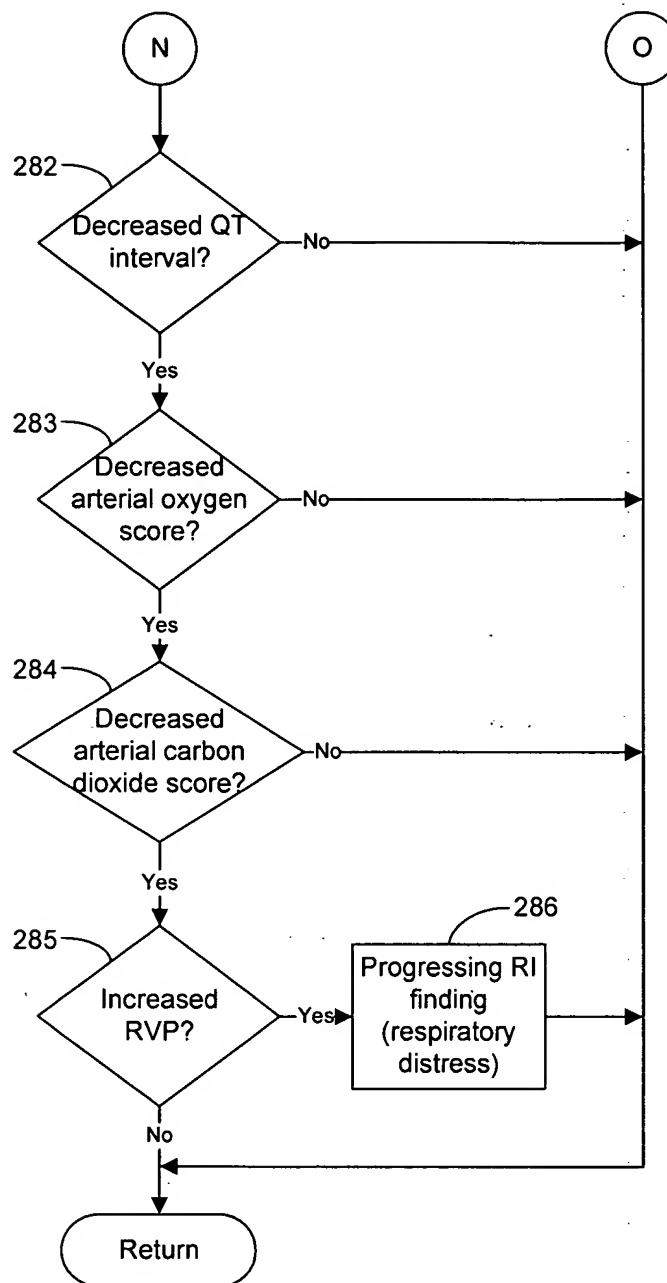 N
O
282
Decreased QT
interval?
No
Yes
283
Decreased
arterial oxygen
score?
No
Yes
284
Decreased
arterial carbon
dioxide score?
No
Yes
285
Increased
RVP?
Yes
286
Progressing RI
finding
(respiratory
distress)
No
Return